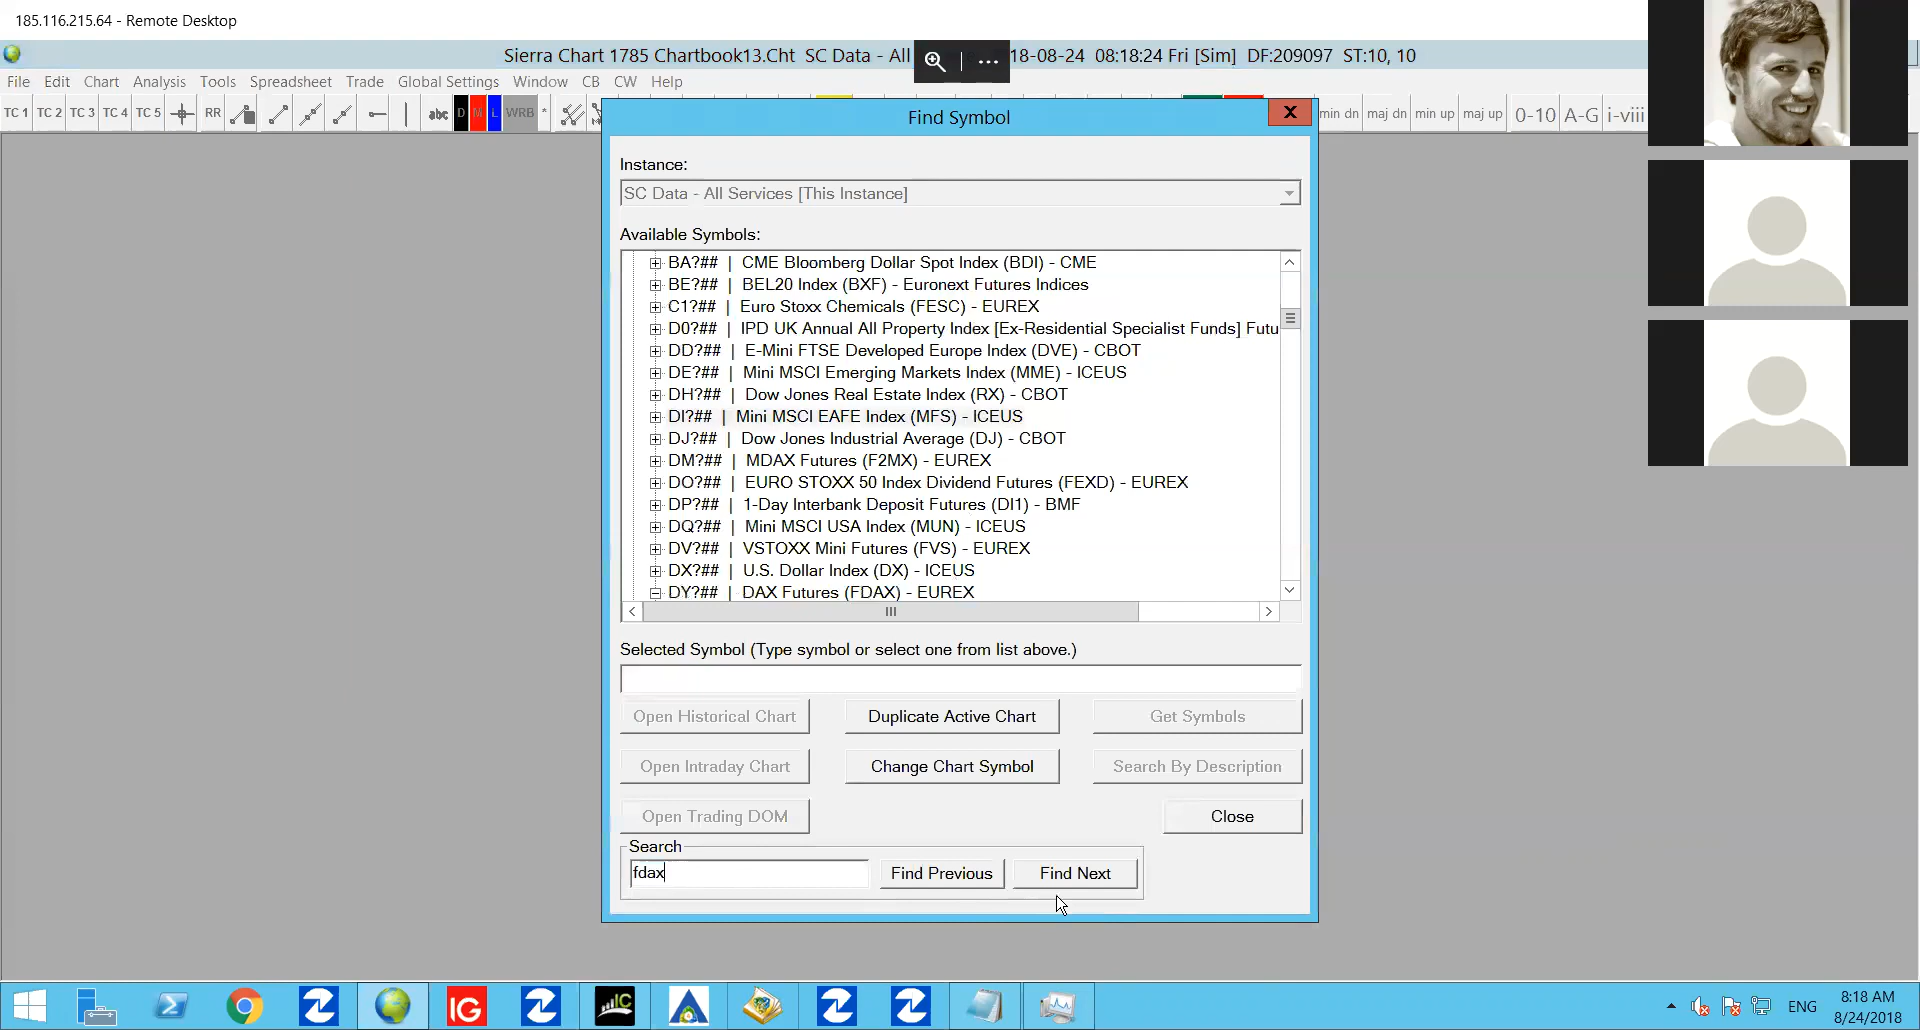 185.116.215.64 - Remote Desktop
Sierra Chart 1785 Chartbook13.Cht SC Data - All
18-08-24 08:18:24 Fri [Sim] DF:209097 ST:10, 10
File Edit Chart Analysis Tools Spreadsheet Trade Global Settings Window CB CW Help
TC 1 TC 2 TC 3 TC 4 TC 5 RR abc D M L WRB * min dn maj dn min up maj up 0-10 A-G i-viii
Find Symbol
X
Instance:
SC Data - All Services [This Instance]
Available Symbols:
BA?## | CME Bloomberg Dollar Spot Index (BDI) - CME
BE?## | BEL20 Index (BXF) - Euronext Futures Indices
C1?## | Euro Stoxx Chemicals (FESC) - EUREX
D0?## | IPD UK Annual All Property Index [Ex-Residential Specialist Funds] Futu
DD?## | E-Mini FTSE Developed Europe Index (DVE) - CBOT
DE?## | Mini MSCI Emerging Markets Index (MME) - ICEUS
DH?## | Dow Jones Real Estate Index (RX) - CBOT
DI?## | Mini MSCI EAFE Index (MFS) - ICEUS
DJ?## | Dow Jones Industrial Average (DJ) - CBOT
DM?## | MDAX Futures (F2MX) - EUREX
DO?## | EURO STOXX 50 Index Dividend Futures (FEXD) - EUREX
DP?## | 1-Day Interbank Deposit Futures (DI1) - BMF
DQ?## | Mini MSCI USA Index (MUN) - ICEUS
DV?## | VSTOXX Mini Futures (FVS) - EUREX
DX?## | U.S. Dollar Index (DX) - ICEUS
DY?## | DAX Futures (FDAX) - EUREX
Selected Symbol (Type symbol or select one from list above.)
Open Historical Chart Duplicate Active Chart Get Symbols
Open Intraday Chart Change Chart Symbol Search By Description
Open Trading DOM Close
Search
fdax Find Previous Find Next
IG IC ENG 8:18 AM
8/24/2018